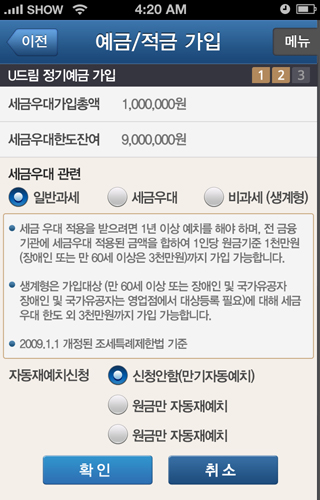 SHOW 4:20 AM
이전 예금/적금 가입 메뉴
U드림 정기예금 가입 1 2 3
세금우대가입총액 1,000,000원
세금우대한도잔여 9,000,000원
세금우대 관련
일반과세 세금우대 비과세 (생계형)
세금 우대 적용을 받으려면 1년 이상 예치를 해야 하며, 전 금융
기관에 세금우대 적용된 금액을 합하여 1인당 원금기준 1천만원
(장애인 또는 만 60세 이상은 3천만원)까지 가입 가능합니다.
생계형은 가입대상 (만 60세 이상 또는 장애인 및 국가유공자
장애인 및 국가유공자는 영업점에서 대상등록 필요)에 대해 세금
우대 한도 외 3천만원까지 가입 가능합니다.
2009.1.1 개정된 조세특례제한법 기준
자동재예치신청 신청안함(만기자동예치)
원금만 자동재예치
원금만 자동재예치
확인 취소